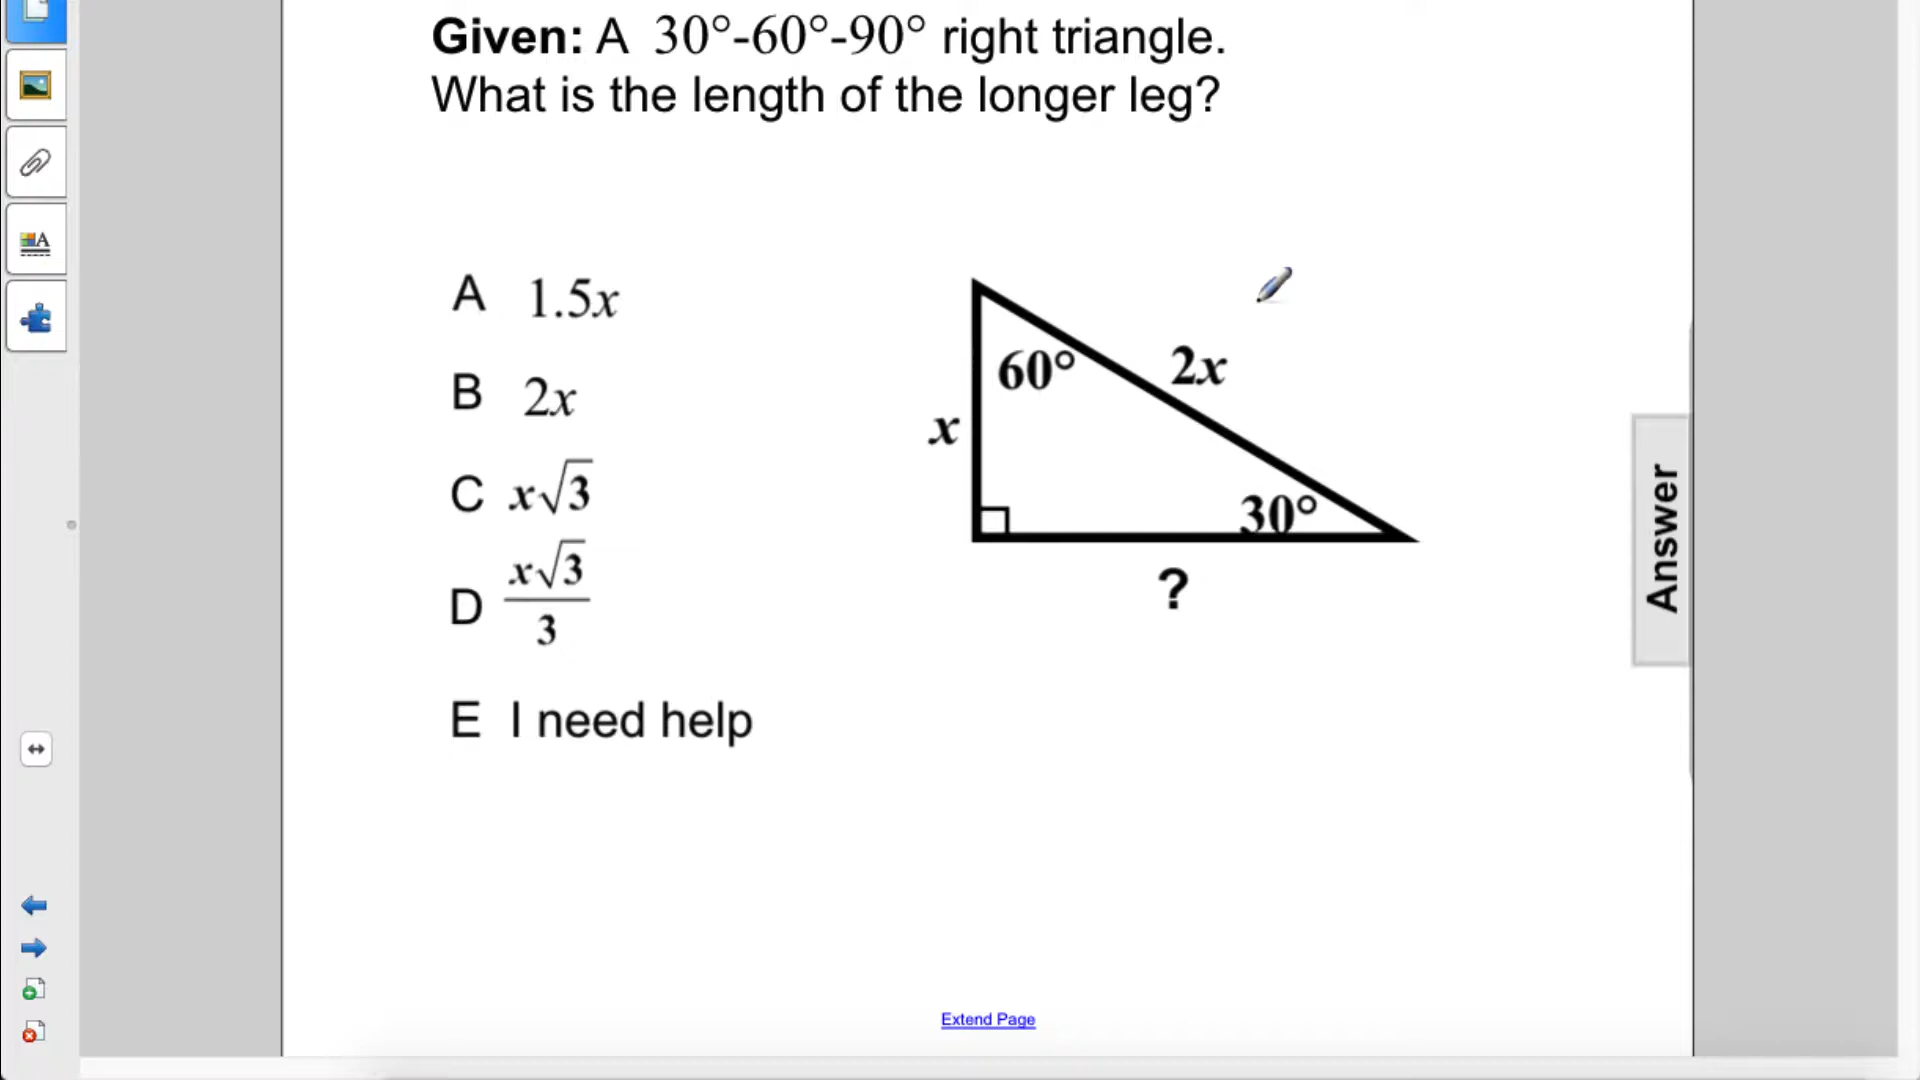 Given: A 30°-60°-90° right triangle.
What is the length of the longer leg?
A 1.5x
B 2x
C x√3
D x√3/3
E I need help
60°
2x
x
30°
?
Answer
Extend Page